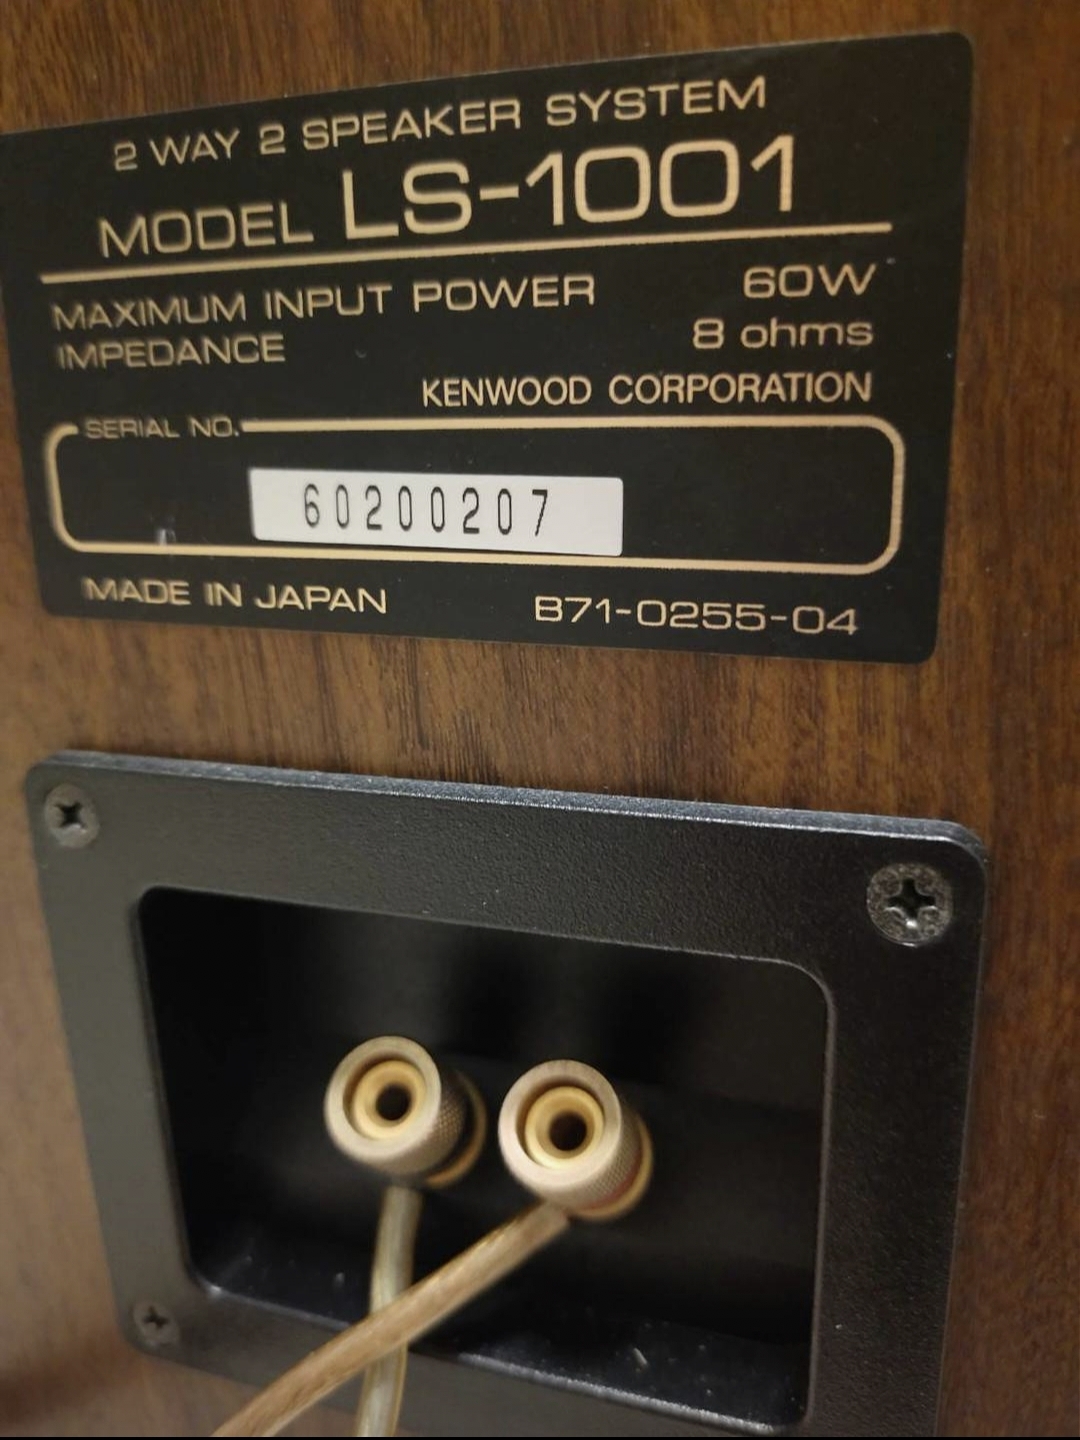 2 WAY 2 SPEAKER SYSTEM
MODEL LS-1001
MAXIMUM INPUT POWER 60W
IMPEDANCE 8 ohms
KENWOOD CORPORATION
SERIAL NO.
60200207
MADE IN JAPAN B71-0255-04